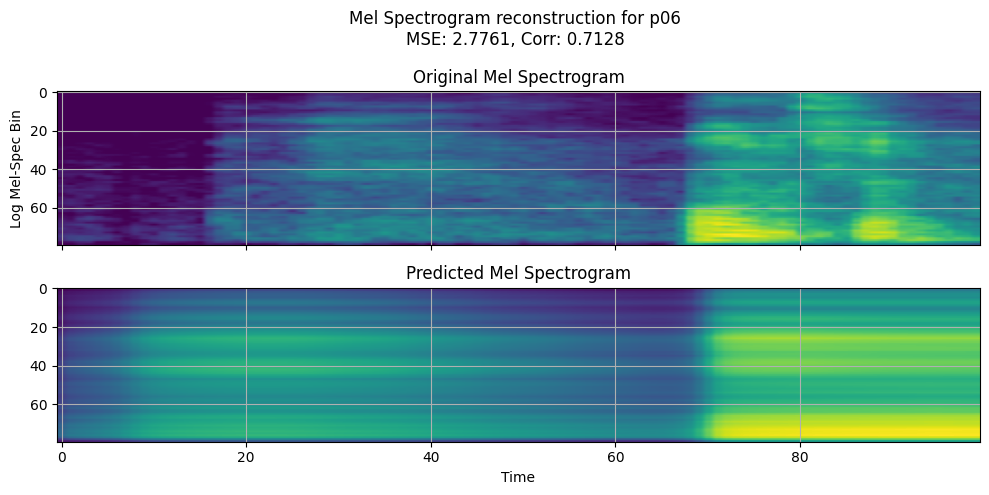 Mel Spectrogram reconstruction for p06
MSE: 2.7761, Corr: 0.7128
Original Mel Spectrogram
Log Mel-Spec Bin
0
20
40
60
Predicted Mel Spectrogram
0
20
40
60
0 20 40 60 80
Time